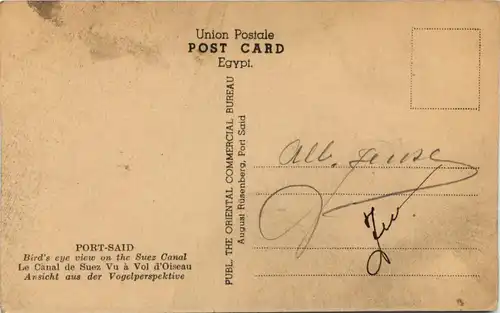 Union Postale
POST CARD
Egypt.
PUBL. THE ORIENTAL COMMERCIAL BUREAU
August Rüsenberg, Port Said
PORT-SAID
Bird's eye view on the Suez Canal
Le Canal de Suez Vu à Vol d'Oiseau
Ansicht aus der Vogelperspektive